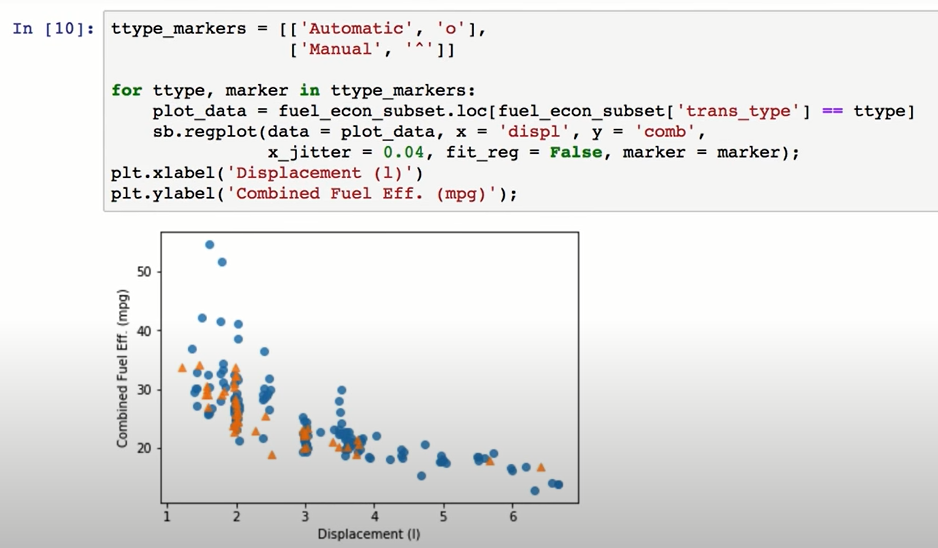 In [10]: ttype_markers = [['Automatic', 'o'],
                 ['Manual', '^']]
for ttype, marker in ttype_markers:
    plot_data = fuel_econ_subset.loc[fuel_econ_subset['trans_type'] == ttype]
    sb.regplot(data = plot_data, x = 'displ', y = 'comb',
               x_jitter = 0.04, fit_reg = False, marker = marker);
plt.xlabel('Displacement (l)')
plt.ylabel('Combined Fuel Eff. (mpg)');
Combined Fuel Eff. (mpg)
50
40
30
20
1 2 3 4 5 6
Displacement (l)